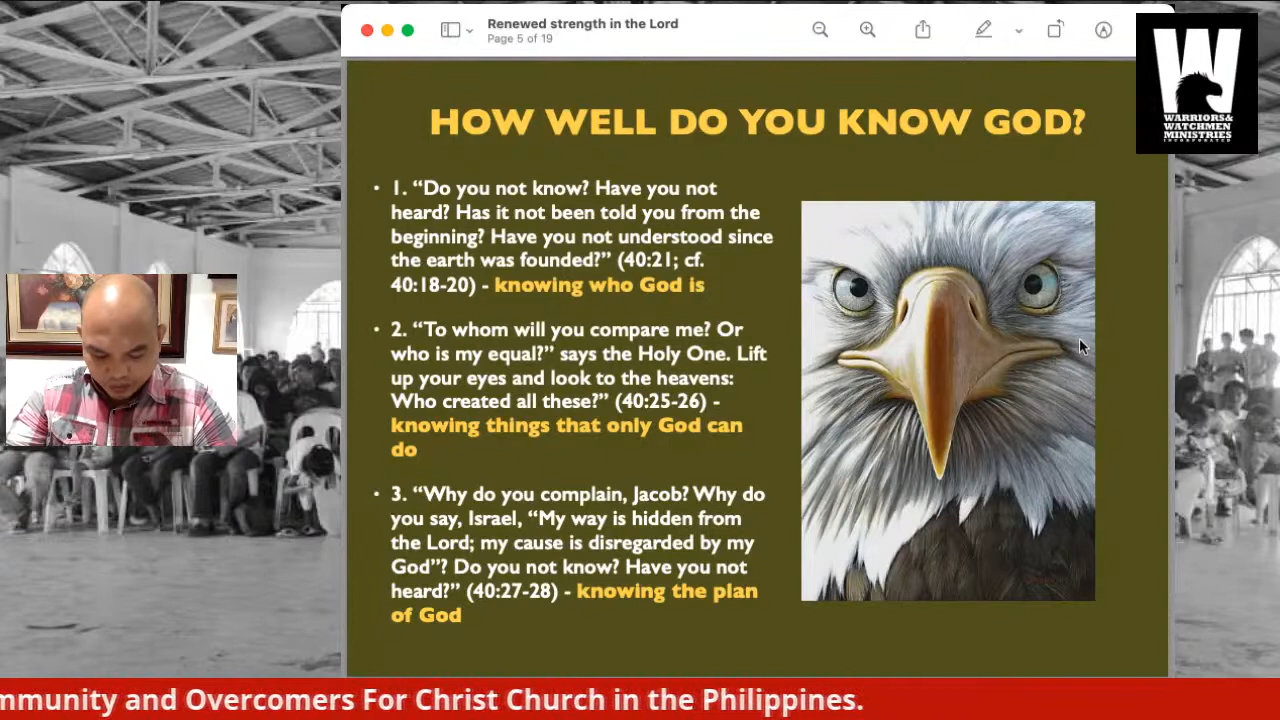 Renewed strength in the Lord
Page 5 of 19
WARRIORS&
WATCHMEN
MINISTRIES
INCORPORATED
HOW WELL DO YOU KNOW GOD?
• 1. “Do you not know? Have you not
heard? Has it not been told you from the
beginning? Have you not understood since
the earth was founded?” (40:21; cf.
40:18-20) - knowing who God is
• 2. “To whom will you compare me? Or
who is my equal?” says the Holy One. Lift
up your eyes and look to the heavens:
Who created all these?” (40:25-26) -
knowing things that only God can
do
• 3. “Why do you complain, Jacob? Why do
you say, Israel, “My way is hidden from
the Lord; my cause is disregarded by my
God”? Do you not know? Have you not
heard?” (40:27-28) - knowing the plan
of God
mmunity and Overcomers For Christ Church in the Philippines.